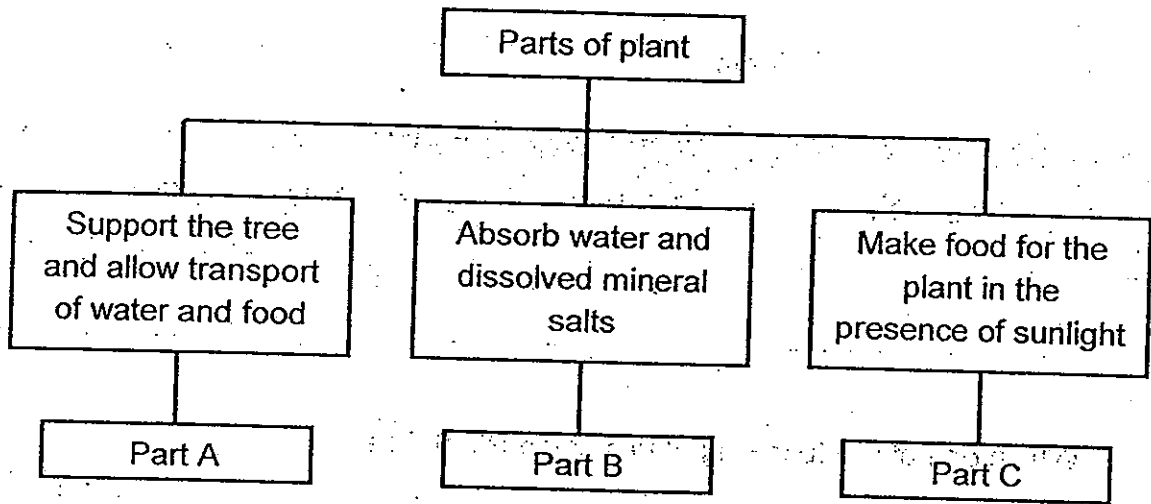 Parts of plant
Support the tree
and allow transport
of water and food
Absorb water and
dissolved mineral
salts
Make food for the
plant in the
presence of sunlight
Part A
Part B
Part C